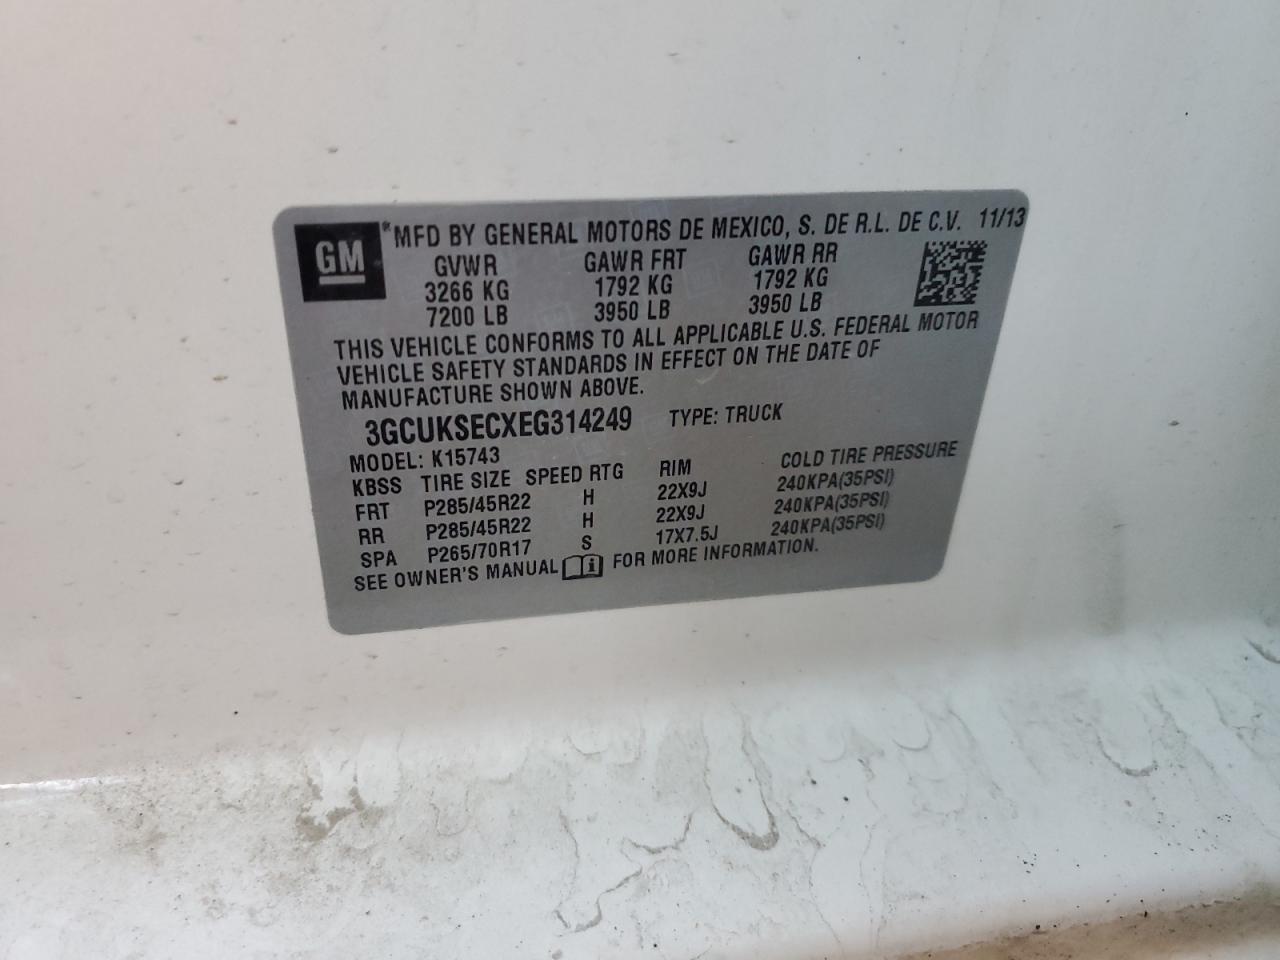 GM
*MFD BY GENERAL MOTORS DE MEXICO, S. DE R.L. DE C.V. 11/13
GVWR GAWR FRT GAWR RR
3266 KG 1792 KG 1792 KG
7200 LB 3950 LB 3950 LB
THIS VEHICLE CONFORMS TO ALL APPLICABLE U.S. FEDERAL MOTOR
VEHICLE SAFETY STANDARDS IN EFFECT ON THE DATE OF
MANUFACTURE SHOWN ABOVE.
3GCUKSECXEG314249 TYPE: TRUCK
MODEL: K15743
KBSS TIRE SIZE SPEED RTG RIM COLD TIRE PRESSURE
FRT P285/45R22 H 22X9J 240KPA(35PSI)
RR P285/45R22 H 22X9J 240KPA(35PSI)
SPA P265/70R17 S 17X7.5J 240KPA(35PSI)
SEE OWNER'S MANUAL i FOR MORE INFORMATION.